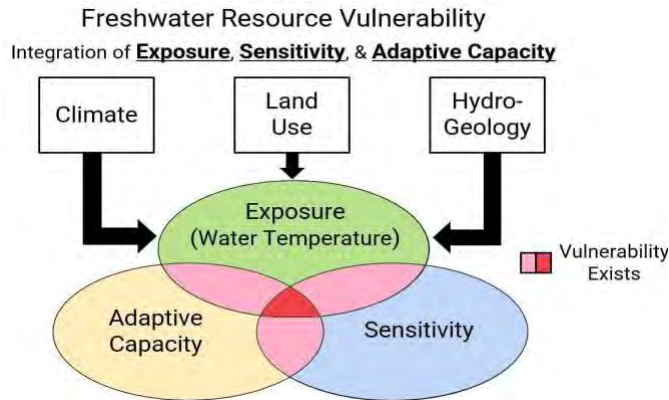 Freshwater Resource Vulnerability
Integration of Exposure, Sensitivity, & Adaptive Capacity
Climate
Land
Use
Hydro-
Geology
Exposure
(Water Temperature)
Vulnerability
Exists
Adaptive
Capacity
Sensitivity